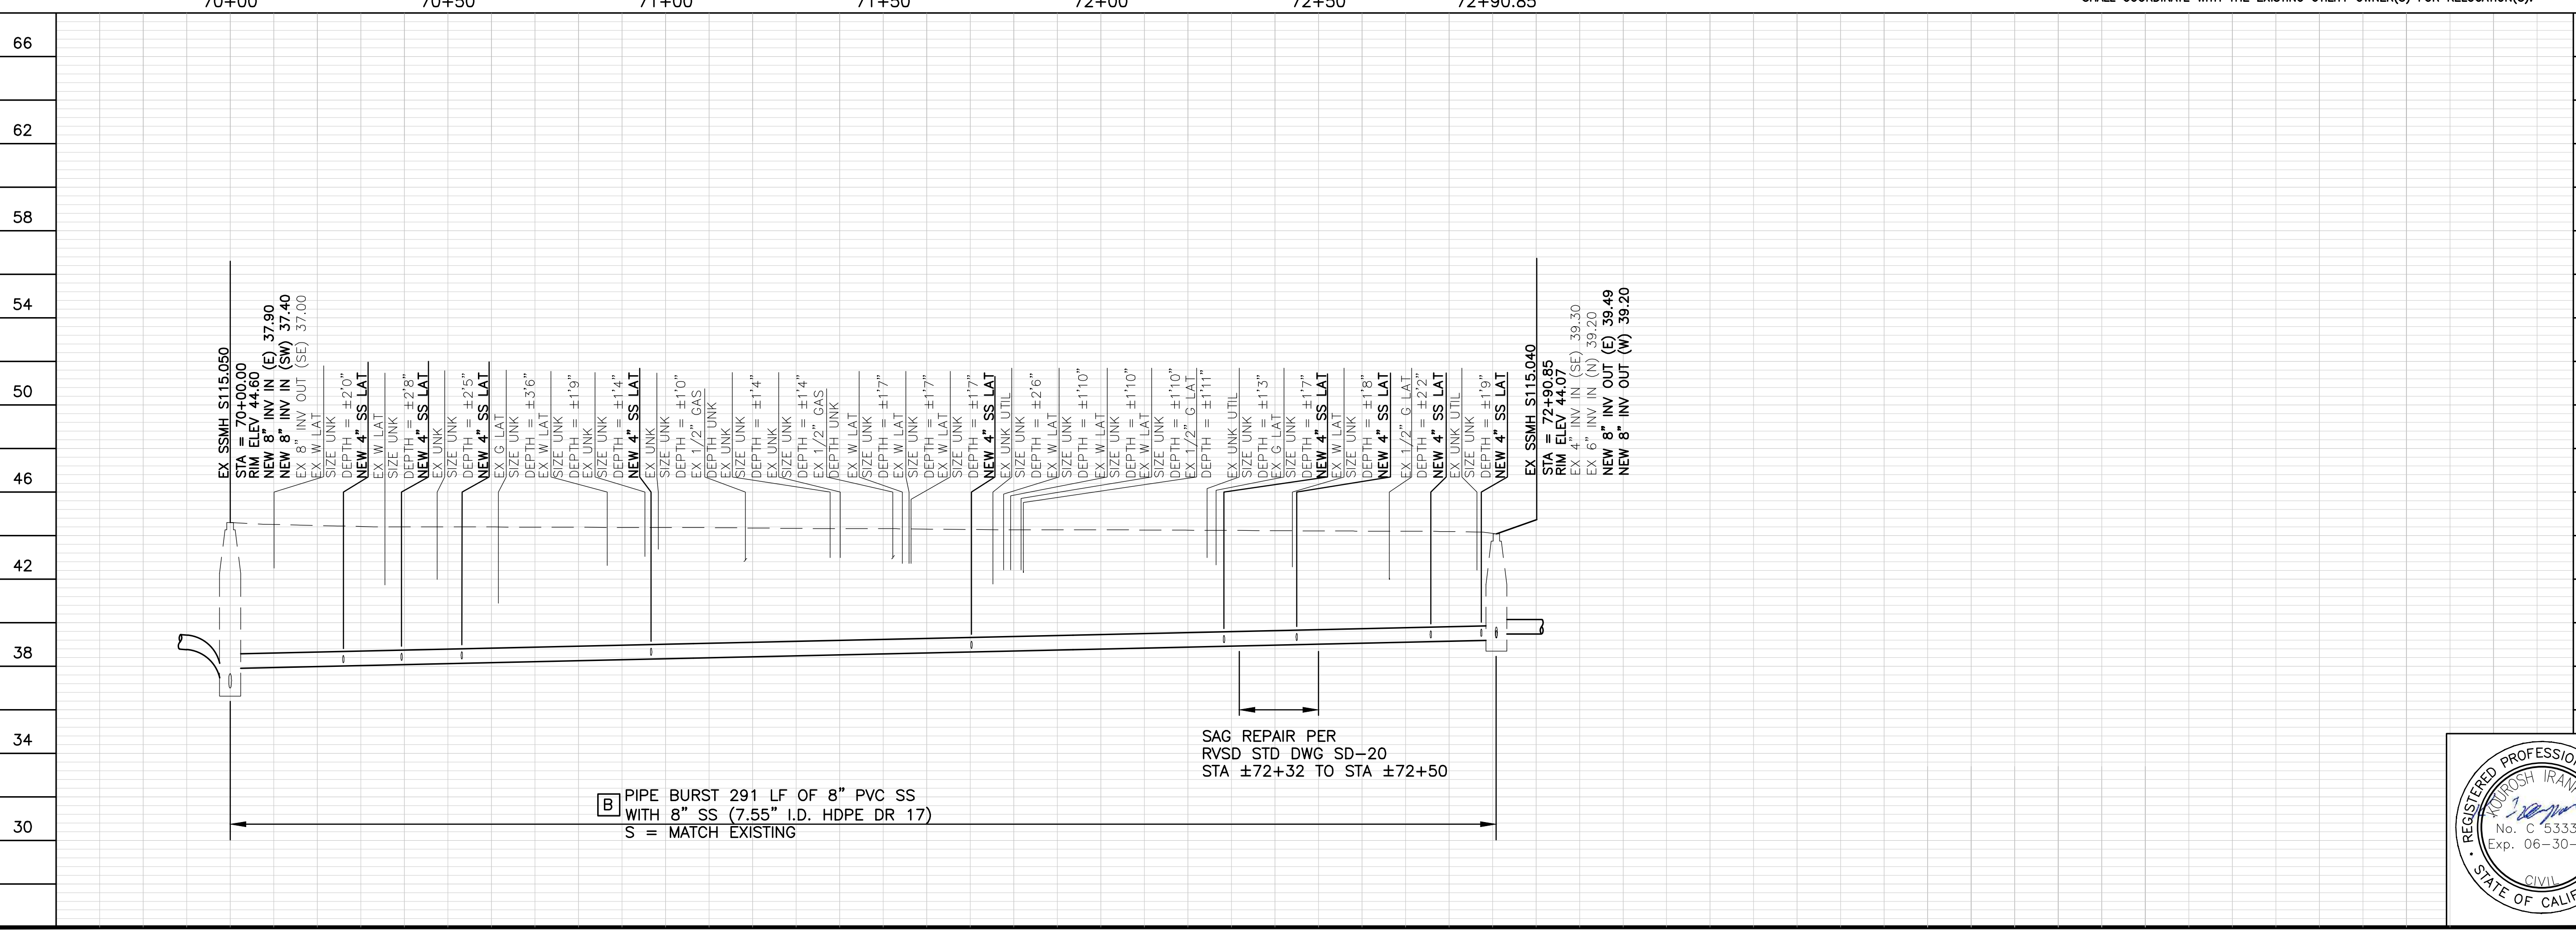 70+00
70+50
71+00
71+50
72+00
72+50
72+90.85
66
62
58
54
50
46
42
38
34
30
EX SSMH S115.050
STA = 70+00.00
RIM ELEV 44.60
NEW 8" INV IN (E) 37.90
NEW 8" INV IN (SW) 37.40
EX 8" INV OUT (SE) 37.00
EX W LAT
SIZE UNK
DEPTH = ±2'0"
NEW 4" SS LAT
EX W LAT
SIZE UNK
DEPTH = ±2'8"
NEW 4" SS LAT
EX UNK
SIZE UNK
DEPTH = ±2'5"
NEW 4" SS LAT
EX G LAT
SIZE UNK
DEPTH = ±3'6"
EX W LAT
SIZE UNK
DEPTH = ±1'9"
EX UNK
SIZE UNK
DEPTH = ±1'4"
NEW 4" SS LAT
EX UNK
SIZE UNK
DEPTH = ±1'0"
EX 1/2" GAS
DEPTH UNK
EX UNK
SIZE UNK
DEPTH = ±1'4"
EX UNK
SIZE UNK
DEPTH = ±1'4"
EX 1/2" GAS
DEPTH UNK
EX W LAT
SIZE UNK
DEPTH = ±1'7"
EX W LAT
SIZE UNK
DEPTH = ±1'7"
EX W LAT
SIZE UNK
DEPTH = ±1'7"
NEW 4" SS LAT
EX UNK UTIL
SIZE UNK
DEPTH = ±2'6"
EX W LAT
SIZE UNK
DEPTH = ±1'10"
EX W LAT
SIZE UNK
DEPTH = ±1'10"
EX W LAT
SIZE UNK
DEPTH = ±1'10"
EX 1/2" G LAT
DEPTH = ±1'11"
EX UNK UTIL
SIZE UNK
DEPTH = ±1'3"
EX G LAT
SIZE UNK
DEPTH = ±1'7"
NEW 4" SS LAT
EX W LAT
SIZE UNK
DEPTH = ±1'8"
NEW 4" SS LAT
EX 1/2" G LAT
DEPTH = ±2'2"
NEW 4" SS LAT
EX UNK UTIL
SIZE UNK
DEPTH = ±1'9"
NEW 4" SS LAT
EX SSMH S115.040
STA = 72+90.85
RIM ELEV 44.07
EX 4" INV IN (SE) 39.30
EX 6" INV IN (N) 39.20
NEW 8" INV OUT (E) 39.49
NEW 8" INV OUT (W) 39.20
SAG REPAIR PER
RVSD STD DWG SD-20
STA ±72+32 TO STA ±72+50
B
PIPE BURST 291 LF OF 8" PVC SS
WITH 8" SS (7.55" I.D. HDPE DR 17)
S = MATCH EXISTING
REGISTERED PROFESSION
KOUROSH IRAN
No. C 5333
Exp. 06-30-
CIVIL
STATE OF CALIF